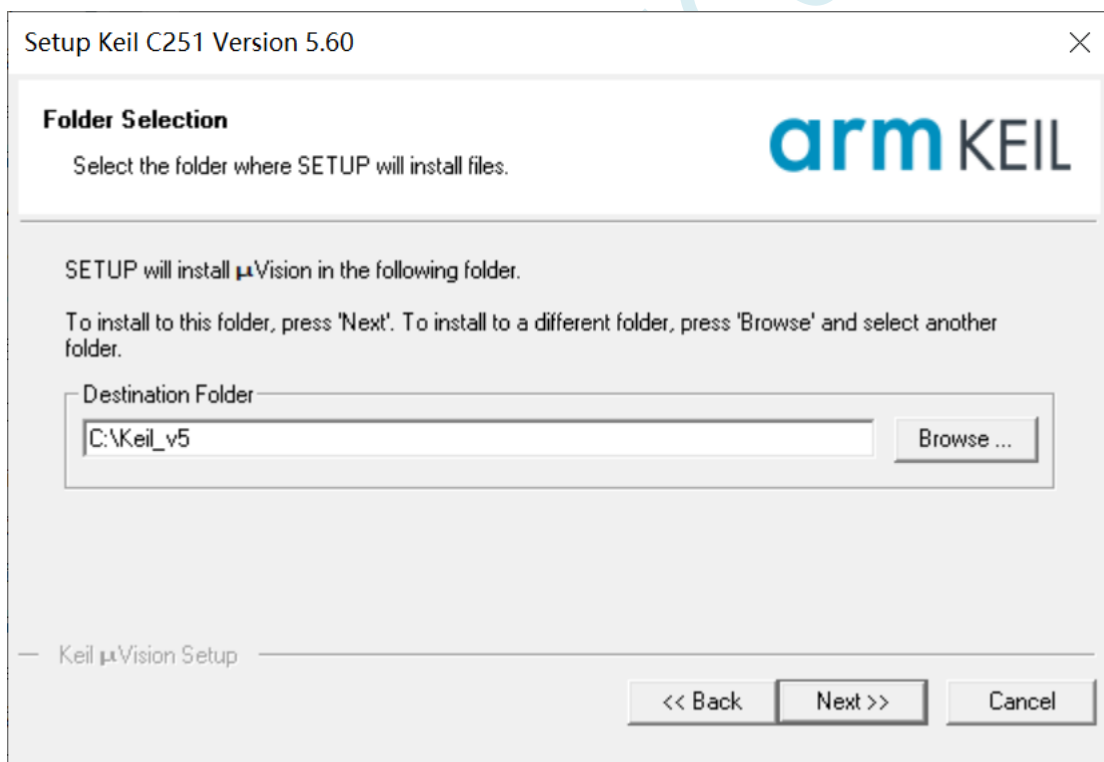 Setup Keil C251 Version 5.60
Folder Selection
Select the folder where SETUP will install files.
arm KEIL
SETUP will install µVision in the following folder.
To install to this folder, press 'Next'. To install to a different folder, press 'Browse' and select another
folder.
Destination Folder
C:\Keil_v5
Browse ...
Keil µVision Setup
<< Back
Next >>
Cancel